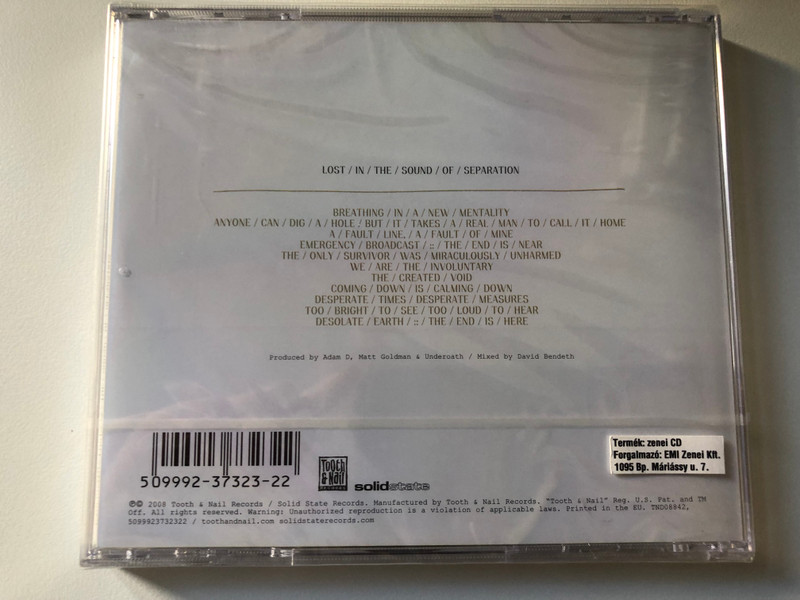 LOST / IN / THE / SOUND / OF / SEPARATION
BREATHING / IN / A / NEW / MENTALITY
ANYONE / CAN / DIG / A / HOLE / BUT / IT / TAKES / A / REAL / MAN / TO / CALL / IT / HOME
A / FAULT / LINE, / A / FAULT / OF / MINE
EMERGENCY / BROADCAST / :: / THE / END / IS / NEAR
THE / ONLY / SURVIVOR / WAS / MIRACULOUSLY / UNHARMED
WE / ARE / THE / INVOLUNTARY
THE / CREATED / VOID
COMING / DOWN / IS / CALMING / DOWN
DESPERATE / TIMES / DESPERATE / MEASURES
TOO / BRIGHT / TO / SEE / TOO / LOUD / TO / HEAR
DESOLATE / EARTH / :: / THE / END / IS / HERE
Produced by Adam D, Matt Goldman & Underoath / Mixed by David Bendeth
5 09992-37323-22
Tooth & Nail
RECORDS
solidstate
Termék: zenei CD
Forgalmazó: EMI Zenei Kft.
1095 Bp. Máriássy u. 7.
℗© 2008 Tooth & Nail Records / Solid State Records. Manufactured by Tooth & Nail Records. "Tooth & Nail" Reg. U.S. Pat. and TM
Off. All rights reserved. Warning: Unauthorized reproduction is a violation of applicable laws. Printed in the EU. TND08842,
5099923732322 / toothandnail.com solidstaterecords.com